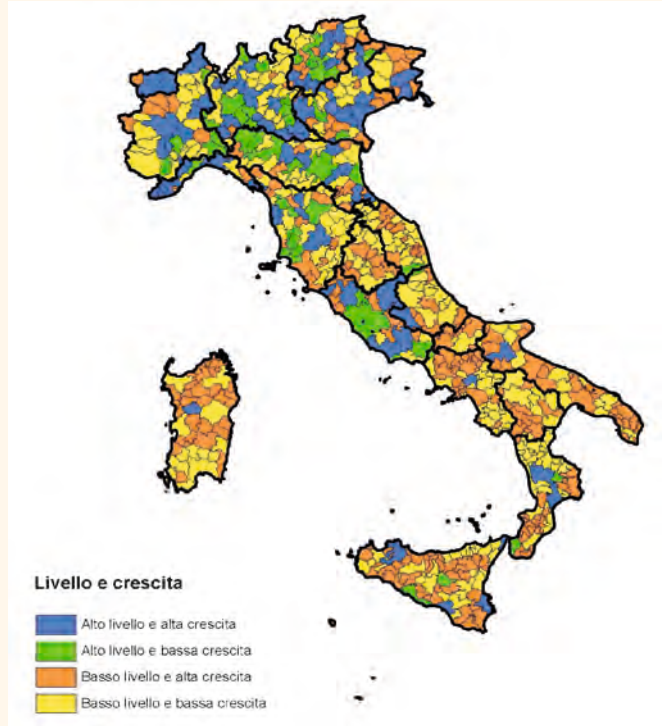 Livello e crescita
Alto livello e alta crescita
Alto livello e bassa crescita
Basso livello e alta crescita
Basso livello e bassa crescita